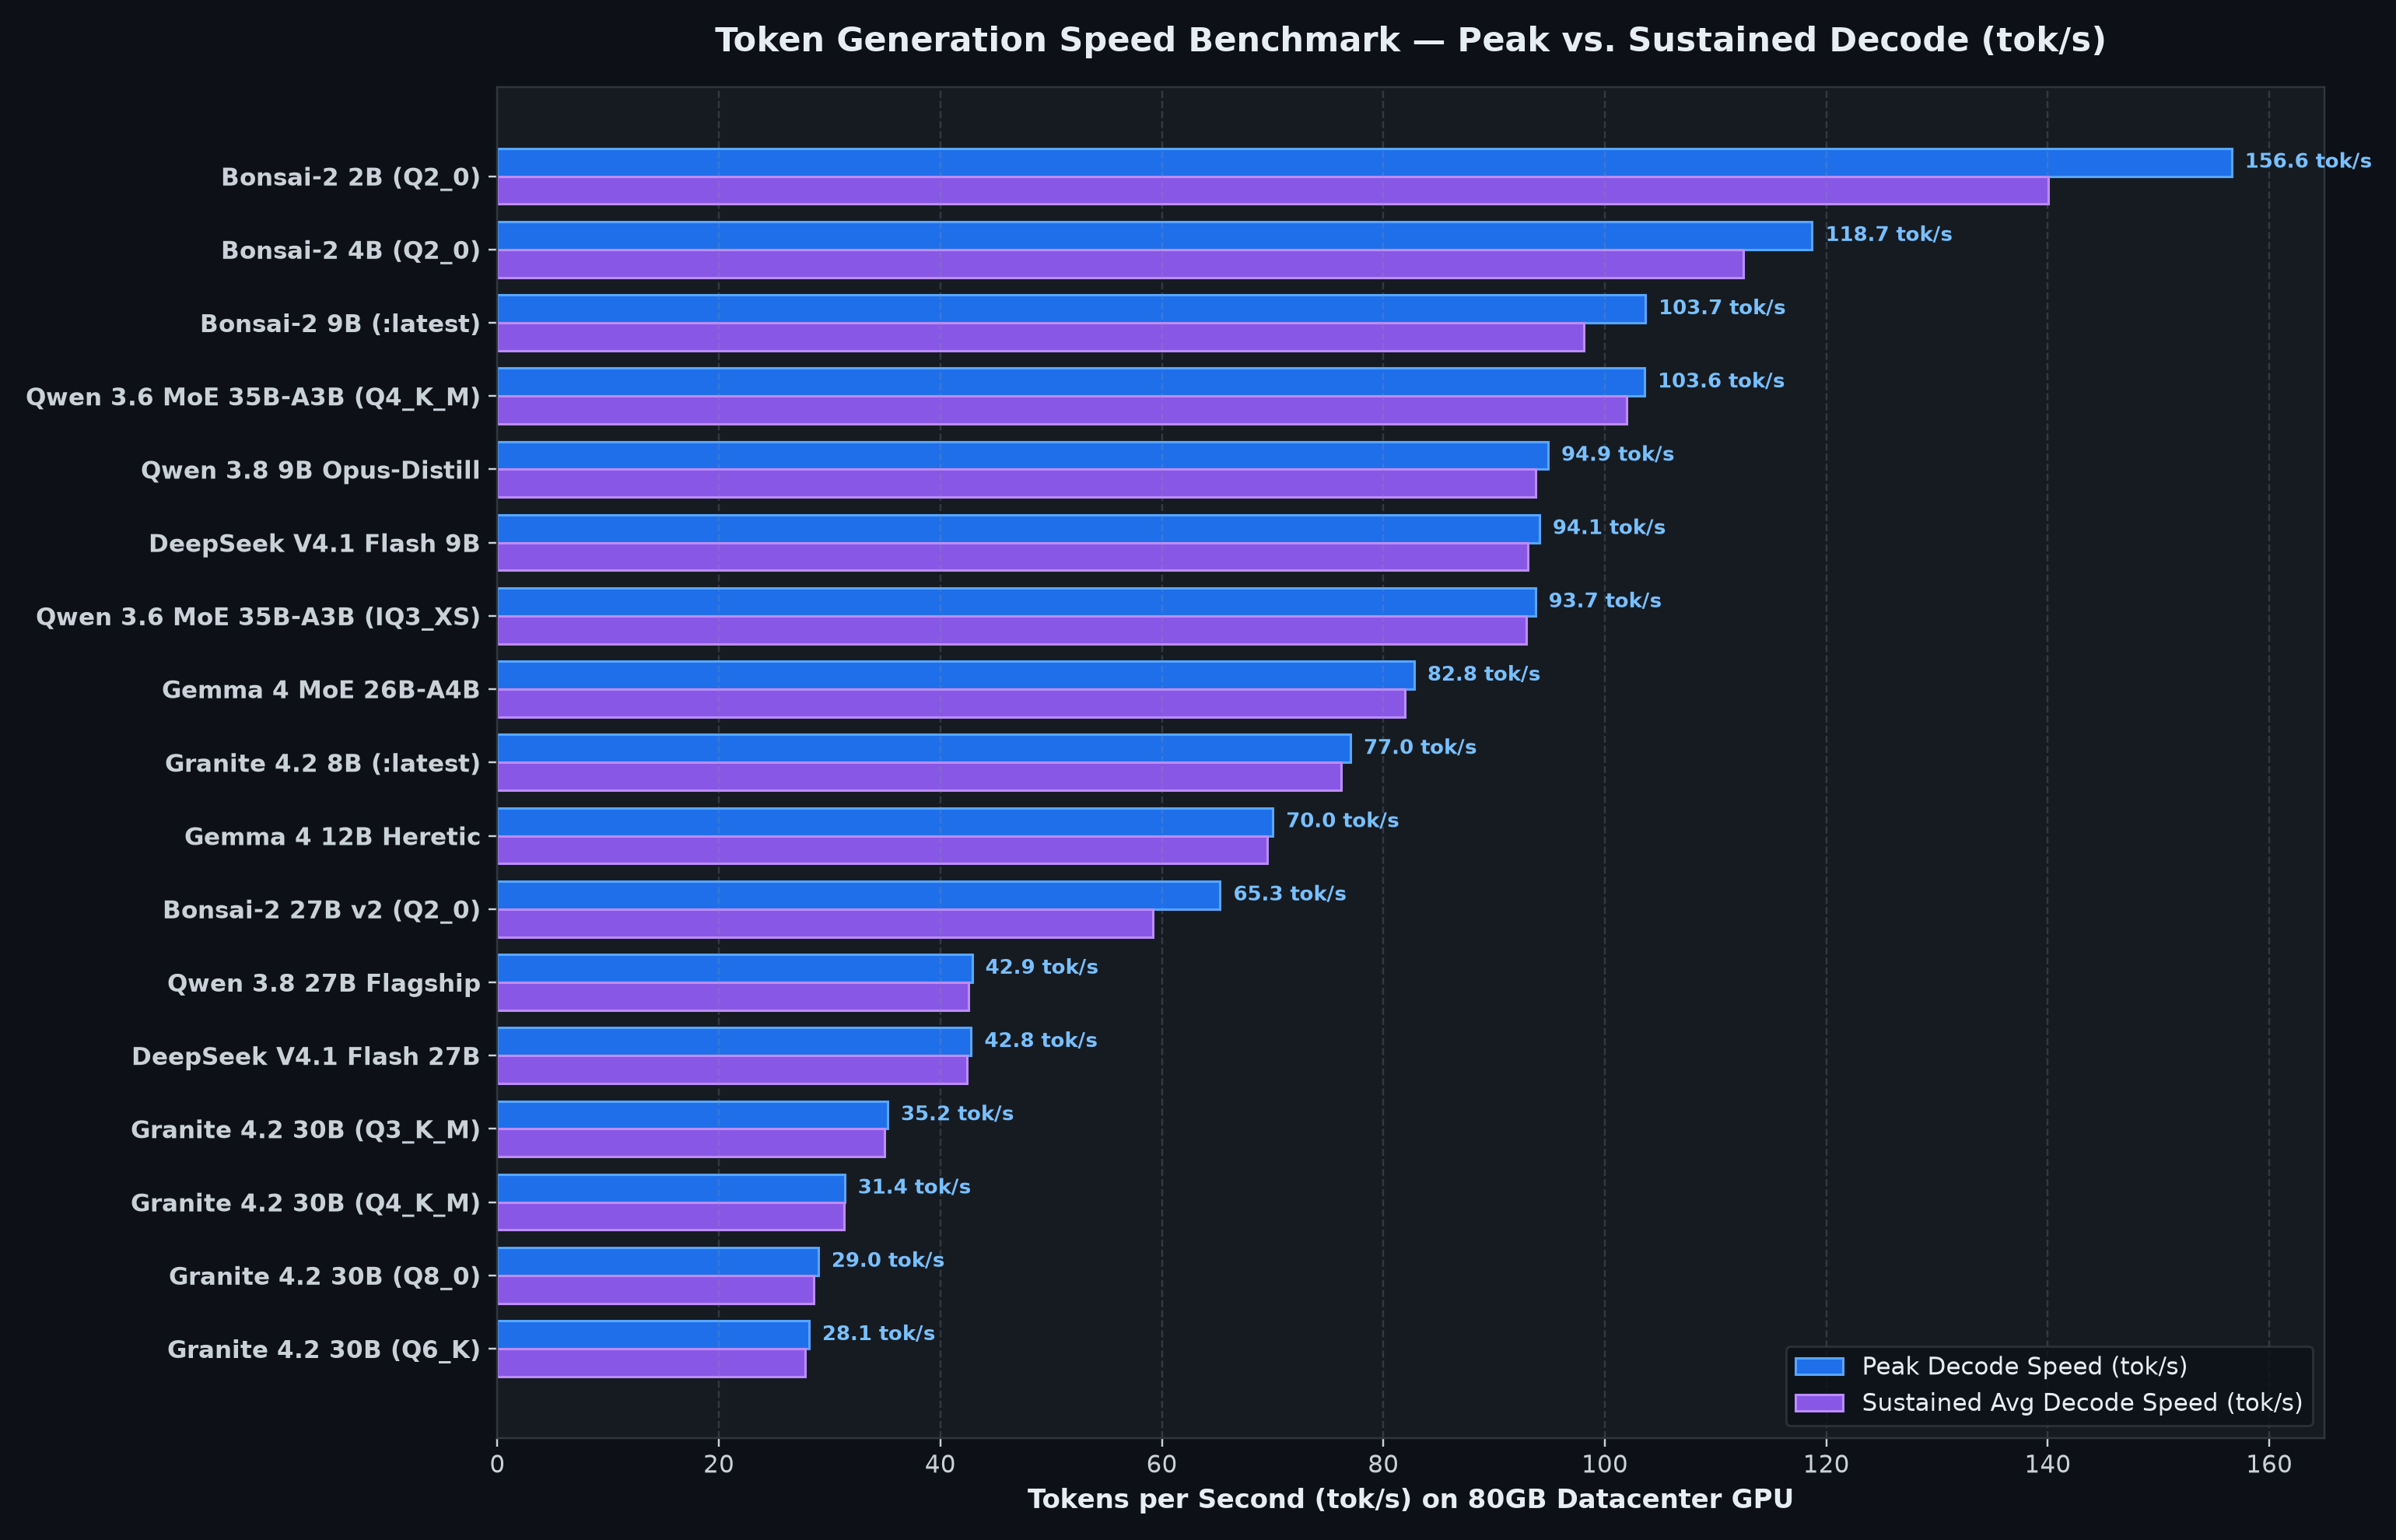 Token Generation Speed Benchmark — Peak vs. Sustained Decode (tok/s)
Bonsai-2 2B (Q2_0)
156.6 tok/s
Bonsai-2 4B (Q2_0)
118.7 tok/s
Bonsai-2 9B (:latest)
103.7 tok/s
Qwen 3.6 MoE 35B-A3B (Q4_K_M)
103.6 tok/s
Qwen 3.8 9B Opus-Distill
94.9 tok/s
DeepSeek V4.1 Flash 9B
94.1 tok/s
Qwen 3.6 MoE 35B-A3B (IQ3_XS)
93.7 tok/s
Gemma 4 MoE 26B-A4B
82.8 tok/s
Granite 4.2 8B (:latest)
77.0 tok/s
Gemma 4 12B Heretic
70.0 tok/s
Bonsai-2 27B v2 (Q2_0)
65.3 tok/s
Qwen 3.8 27B Flagship
42.9 tok/s
DeepSeek V4.1 Flash 27B
42.8 tok/s
Granite 4.2 30B (Q3_K_M)
35.2 tok/s
Granite 4.2 30B (Q4_K_M)
31.4 tok/s
Granite 4.2 30B (Q8_0)
29.0 tok/s
Granite 4.2 30B (Q6_K)
28.1 tok/s
Peak Decode Speed (tok/s)
Sustained Avg Decode Speed (tok/s)
0 20 40 60 80 100 120 140 160
Tokens per Second (tok/s) on 80GB Datacenter GPU